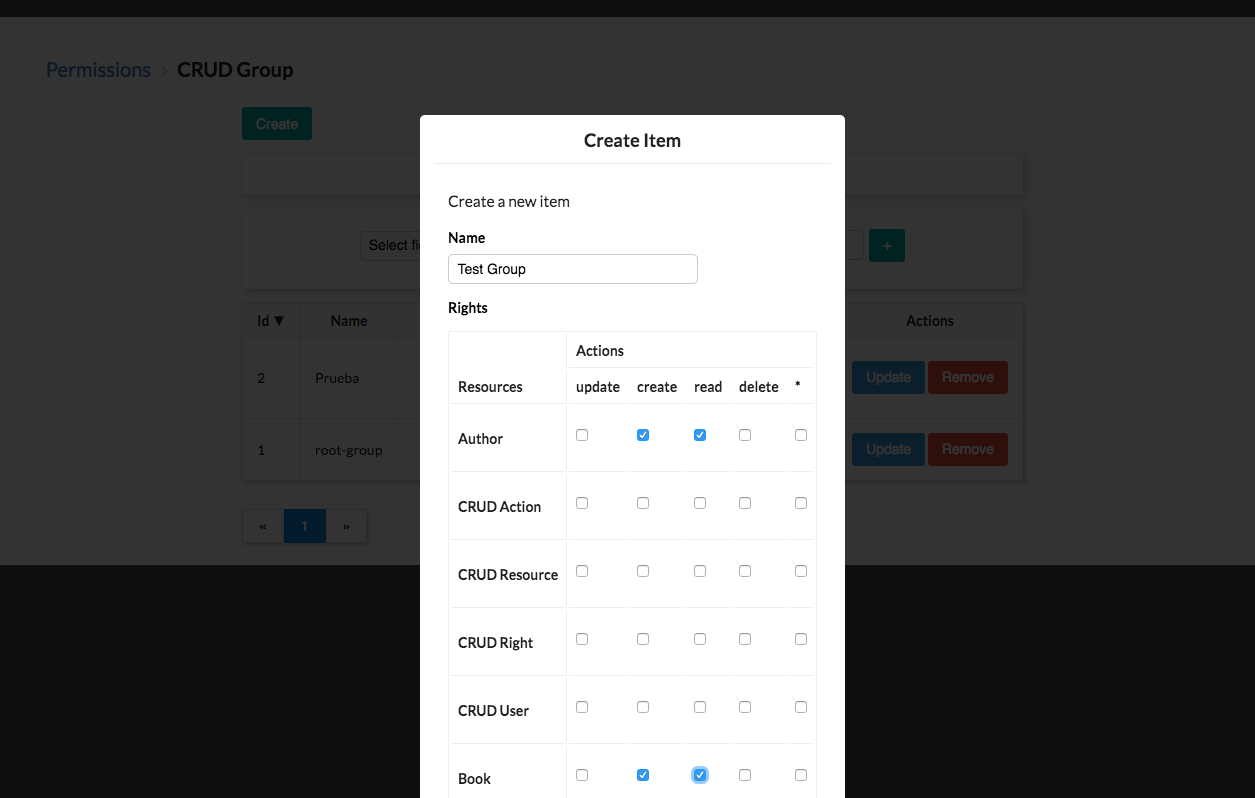 Permissions › CRUD Group
Create
Select fi
+
Id ▼ Name Actions
2 Prueba Update Remove
1 root-group Update Remove
« 1 »
Create Item
Create a new item
Name
Test Group
Rights
Actions
Resources update create read delete *
Author
CRUD Action
CRUD Resource
CRUD Right
CRUD User
Book